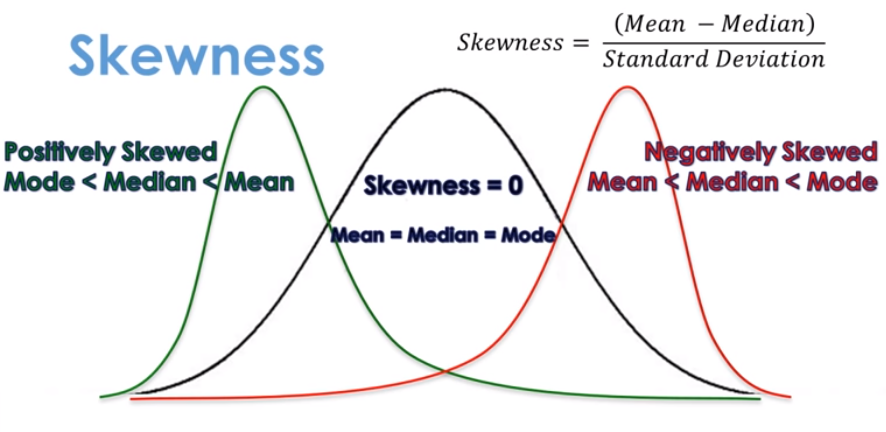 Skewness
Skewness = (Mean − Median) / Standard Deviation
Positively Skewed
Mode < Median < Mean
Skewness = 0
Mean = Median = Mode
Negatively Skewed
Mean < Median < Mode